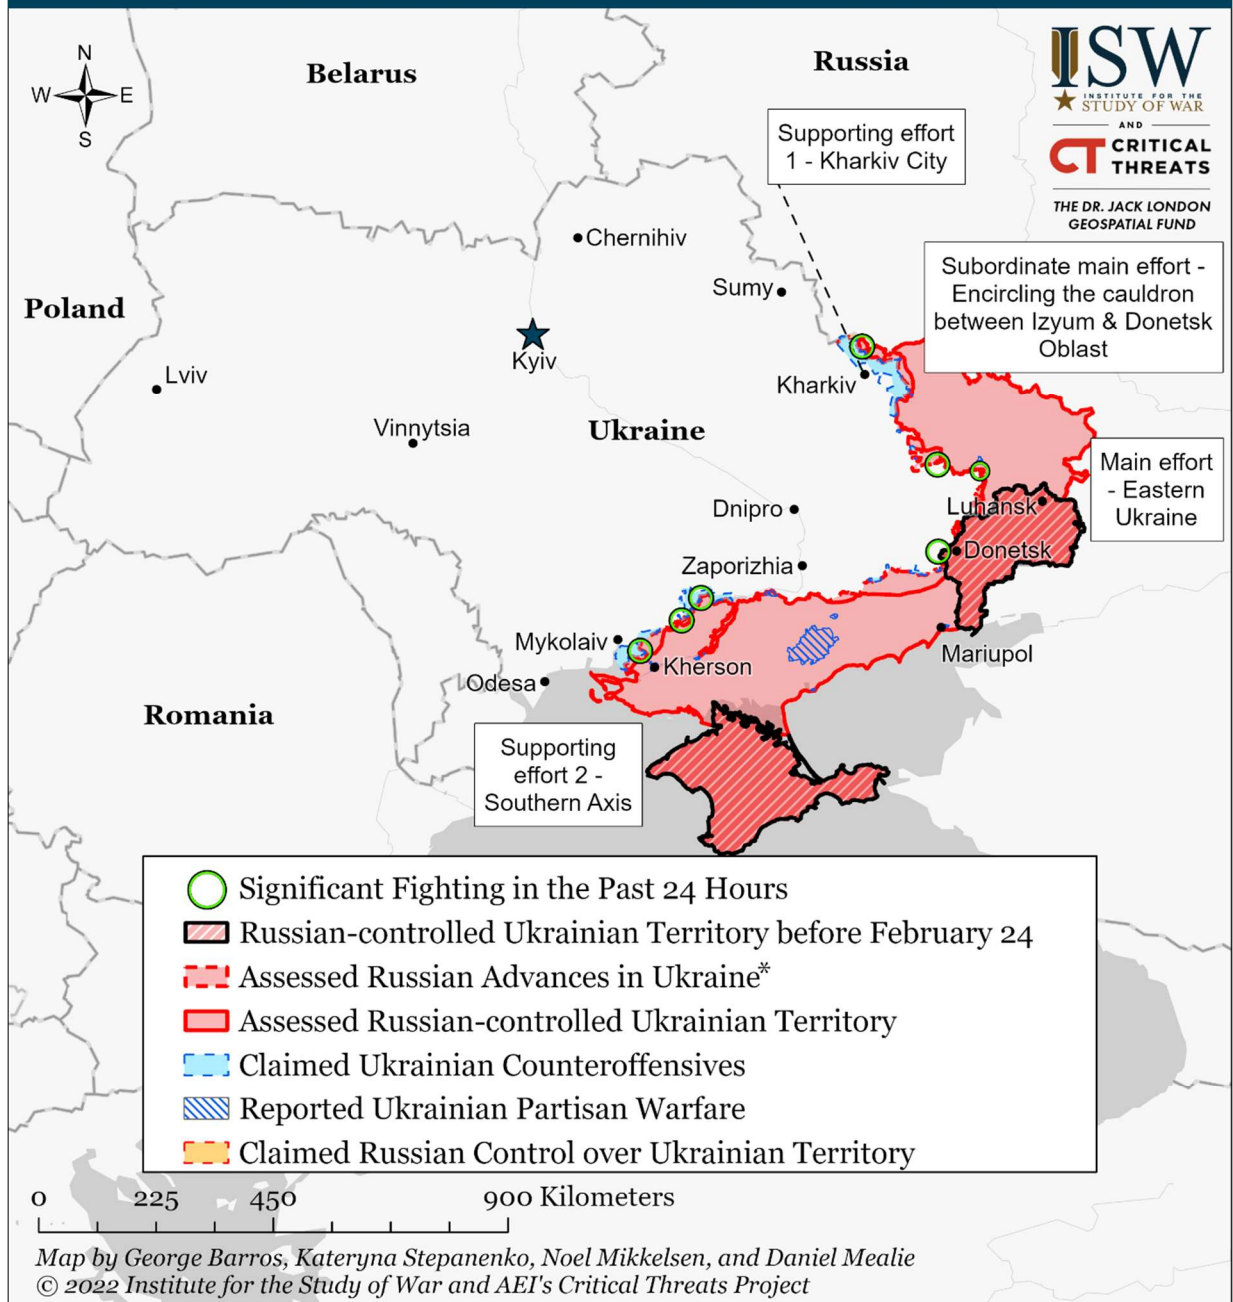 N
W
E
S
Belarus
Russia
ISW
INSTITUTE FOR THE
STUDY OF WAR
AND
CT CRITICAL
THREATS
THE DR. JACK LONDON
GEOSPATIAL FUND
Supporting effort
1 - Kharkiv City
Chernihiv
Sumy
Subordinate main effort -
Encircling the cauldron
between Izyum & Donetsk
Oblast
Poland
Kyiv
Lviv
Kharkiv
Vinnytsia
Ukraine
Main effort
- Eastern
Ukraine
Dnipro
Luhansk
Donetsk
Zaporizhia
Mykolaiv
Kherson
Mariupol
Odesa
Romania
Supporting
effort 2 -
Southern Axis
Significant Fighting in the Past 24 Hours
Russian-controlled Ukrainian Territory before February 24
Assessed Russian Advances in Ukraine*
Assessed Russian-controlled Ukrainian Territory
Claimed Ukrainian Counteroffensives
Reported Ukrainian Partisan Warfare
Claimed Russian Control over Ukrainian Territory
0 225 450 900 Kilometers
Map by George Barros, Kateryna Stepanenko, Noel Mikkelsen, and Daniel Mealie
© 2022 Institute for the Study of War and AEI's Critical Threats Project